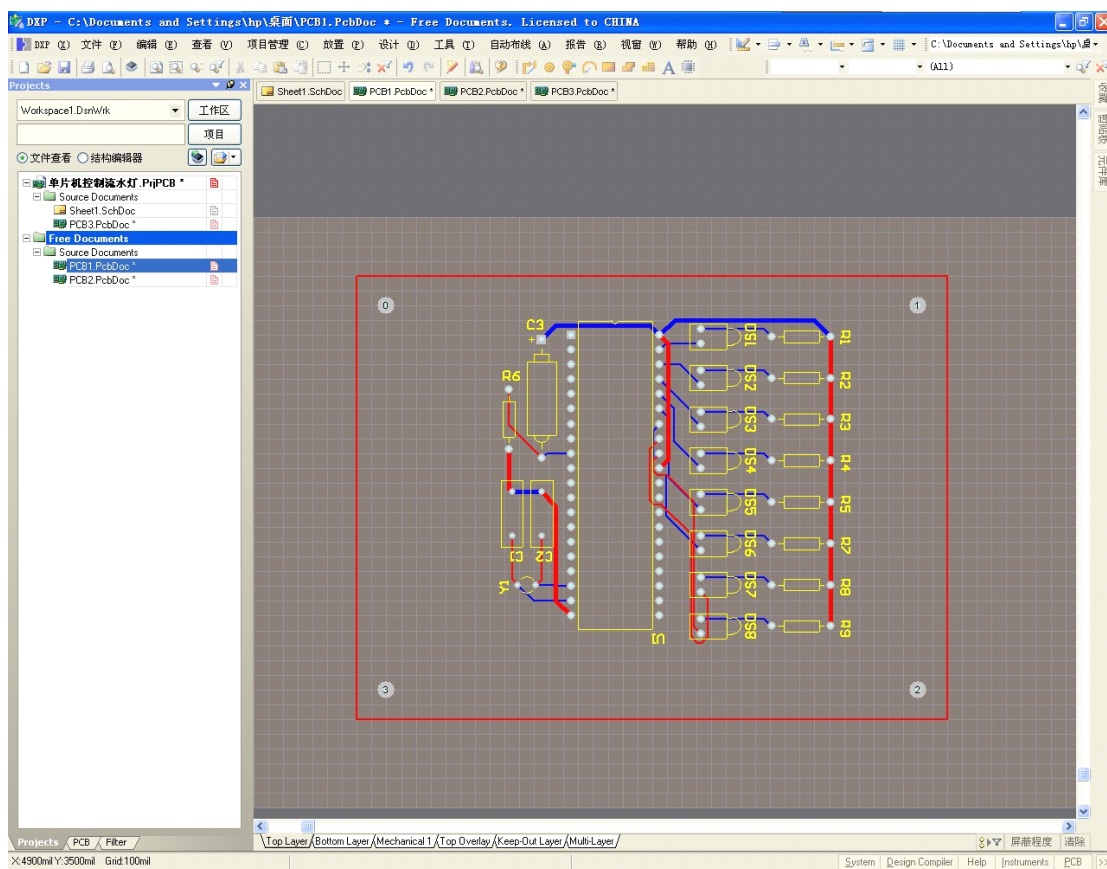 DXP - C:\Documents and Settings\hp\桌面\PCB1.PcbDoc * - Free Documents. Licensed to CHINA
DXP (X) 文件 (F) 编辑 (E) 查看 (V) 项目管理 (C) 放置 (P) 设计 (D) 工具 (T) 自动布线 (A) 报告 (R) 视窗 (W) 帮助 (H) C:\Documents and Settings\hp\桌
(All)
Projects
Sheet1.SchDoc PCB1.PcbDoc * PCB2.PcbDoc * PCB3.PcbDoc *
Workspace1.DsnWrk 工作区
项目
文件查看 结构编辑器
单片机控制流水灯.PrjPCB *
Source Documents
Sheet1.SchDoc
PCB3.PcbDoc *
Free Documents
Source Documents
PCB1.PcbDoc *
PCB2.PcbDoc *
元件库
0
1
C3
+
R6
C1
C2
Y1
U1
DS1 R1
DS2 R2
DS3 R3
DS4 R4
DS5 R5
DS6 R7
DS7 R8
DS8 R9
3
2
Projects PCB Filter
Top Layer Bottom Layer Mechanical 1 Top Overlay Keep-Out Layer Multi-Layer
屏蔽程度 清除
X:4900mil Y:3500mil Grid:100mil
System Design Compiler Help Instruments PCB >>